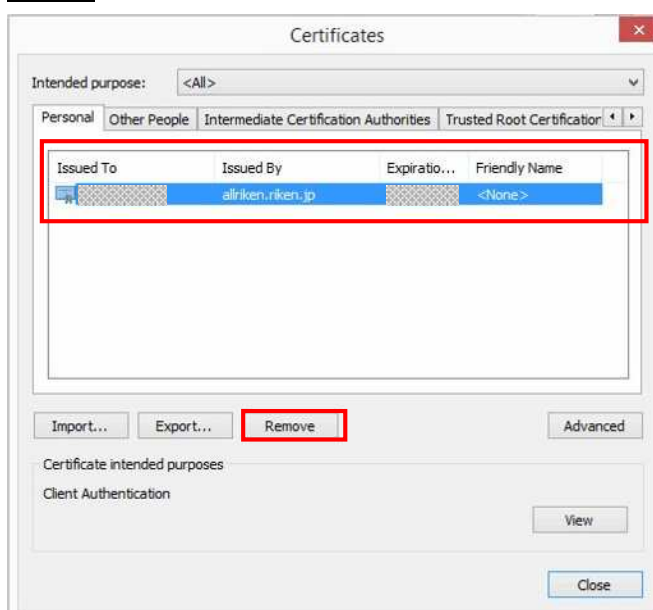 Certificates
Intended purpose: <All>
Personal Other People Intermediate Certification Authorities Trusted Root Certification
Issued To Issued By Expiratio... Friendly Name
allriken.riken.jp <None>
Import... Export... Remove Advanced
Certificate intended purposes
Client Authentication
View
Close